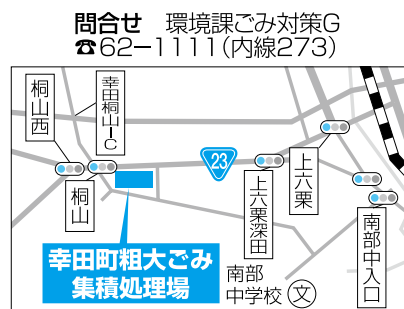 問合せ 環境課ごみ対策G
☎62−1111(内線273)
桐山西
幸田桐山IC
桐山
23
上六栗深田
上六栗
南部中入口
幸田町粗大ごみ
集積処理場
南部
中学校 文